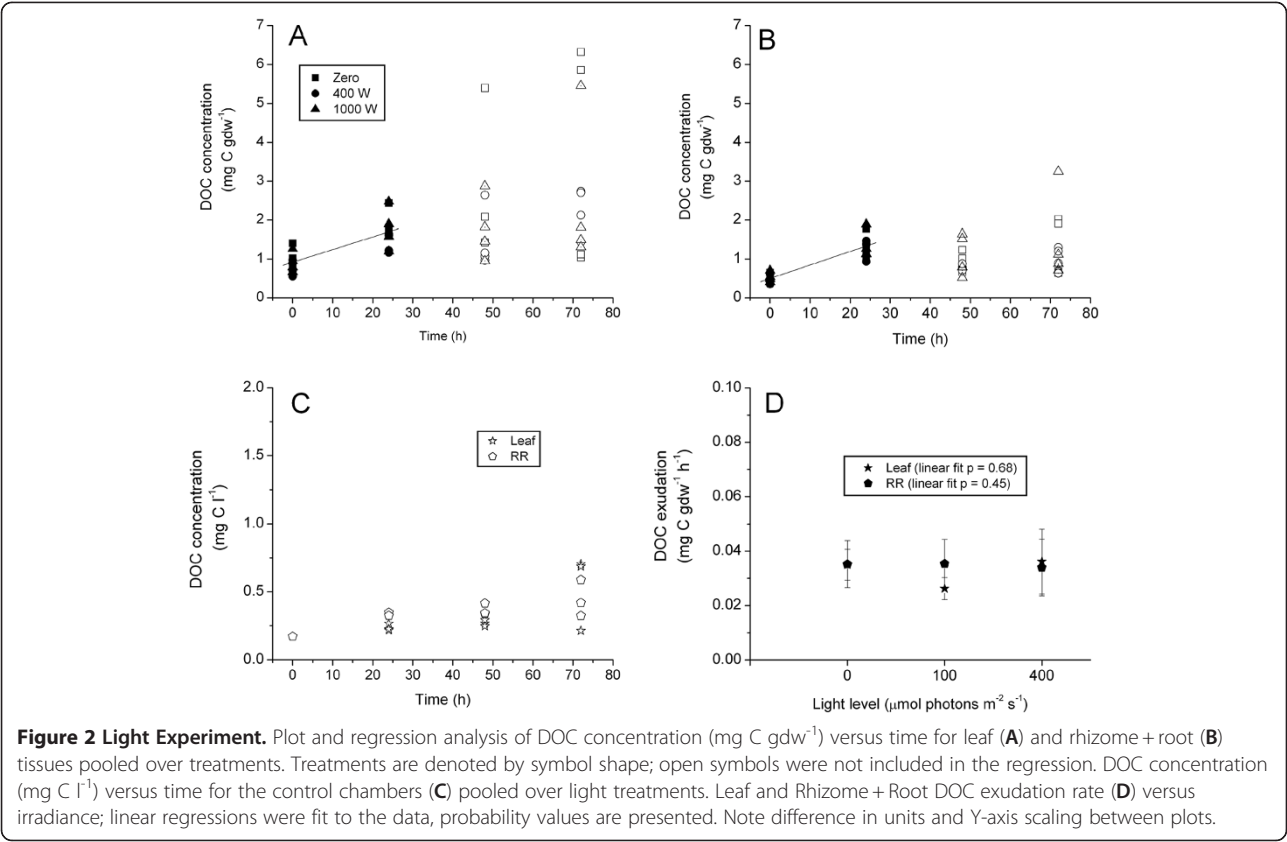 A
Zero
400 W
1000 W
DOC concentration
(mg C gdw⁻¹)
7
6
5
4
3
2
1
0
0 10 20 30 40 50 60 70 80
Time (h)
B
DOC concentration
(mg C gdw⁻¹)
7
6
5
4
3
2
1
0
0 10 20 30 40 50 60 70 80
Time (h)
C
Leaf
RR
DOC concentration
(mg C l⁻¹)
2.0
1.5
1.0
0.5
0.0
0 10 20 30 40 50 60 70 80
Time (h)
D
Leaf (linear fit p = 0.68)
RR (linear fit p = 0.45)
DOC exudation
(mg C gdw⁻¹ h⁻¹)
0.10
0.08
0.06
0.04
0.02
0.00
0 100 400
Light level (μmol photons m⁻² s⁻¹)
Figure 2 Light Experiment. Plot and regression analysis of DOC concentration (mg C gdw⁻¹) versus time for leaf (A) and rhizome + root (B)
tissues pooled over treatments. Treatments are denoted by symbol shape; open symbols were not included in the regression. DOC concentration
(mg C l⁻¹) versus time for the control chambers (C) pooled over light treatments. Leaf and Rhizome + Root DOC exudation rate (D) versus
irradiance; linear regressions were fit to the data, probability values are presented. Note difference in units and Y-axis scaling between plots.